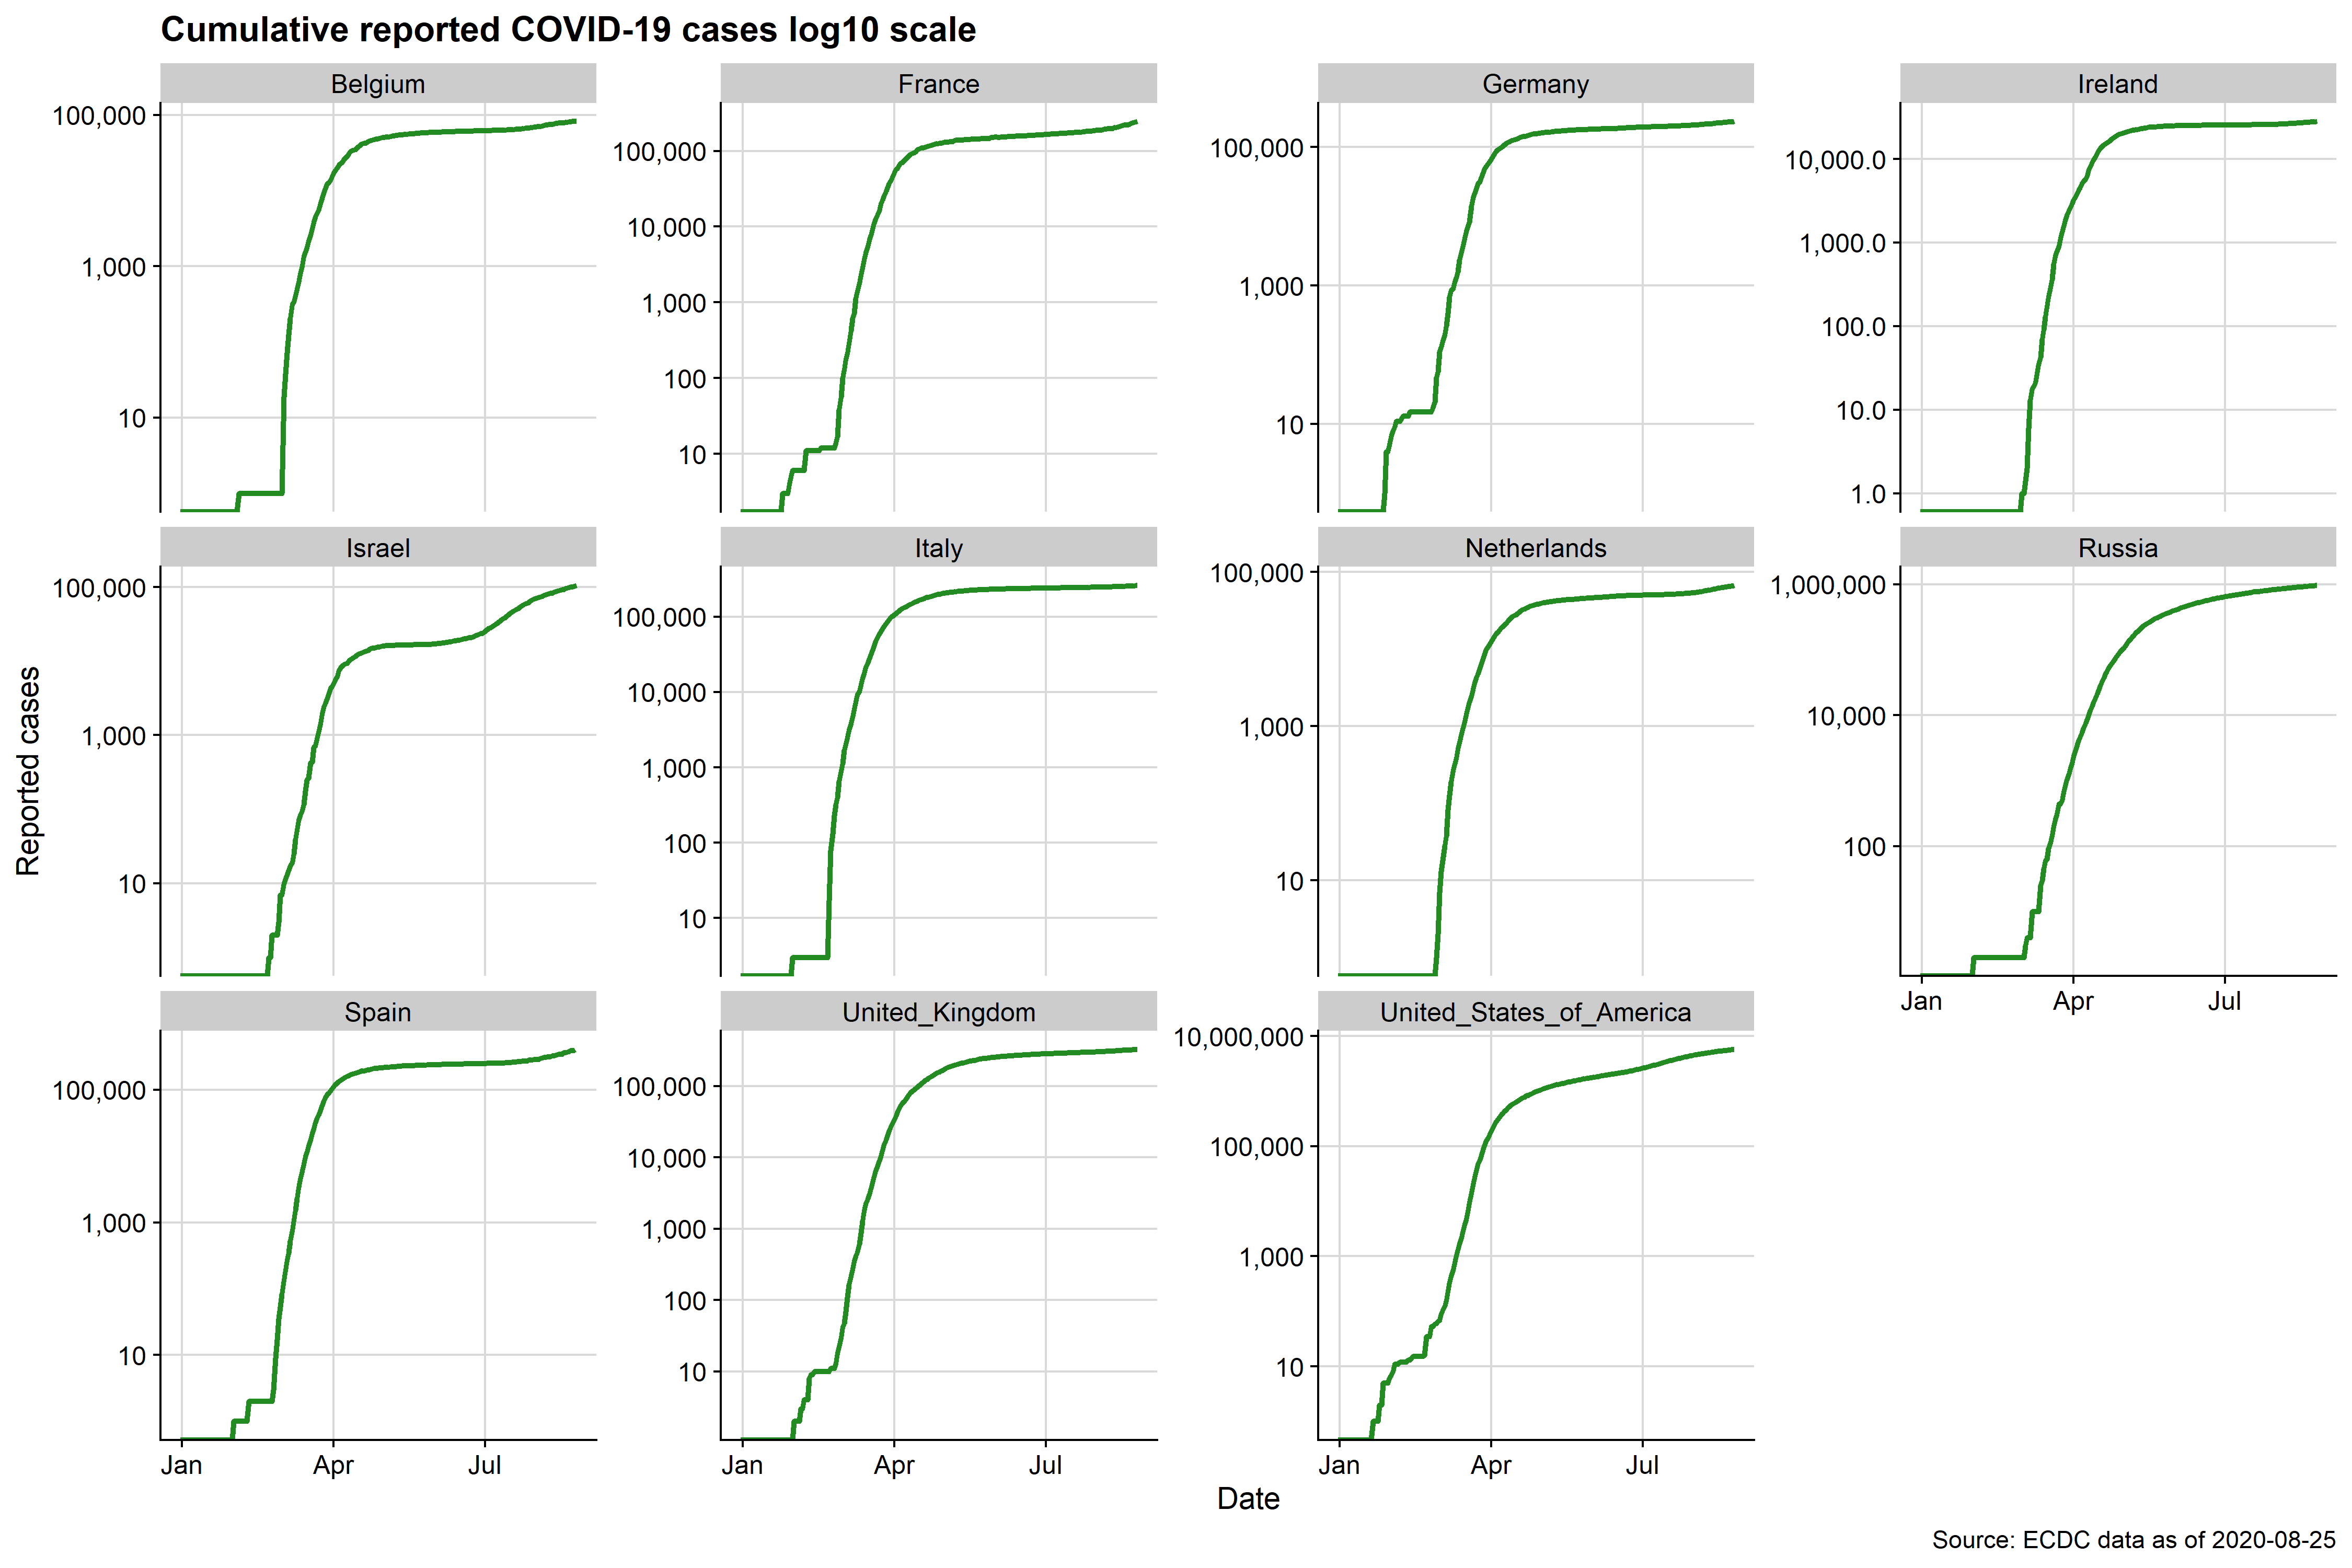 Cumulative reported COVID-19 cases log10 scale
Belgium
France
Germany
Ireland
100,000
1,000
10
100,000
10,000
1,000
100
10
100,000
1,000
10
10,000.0
1,000.0
100.0
10.0
1.0
Israel
Italy
Netherlands
Russia
100,000
1,000
10
100,000
10,000
1,000
100
10
100,000
1,000
10
1,000,000
10,000
100
Jan Apr Jul
Spain
United_Kingdom
United_States_of_America
100,000
1,000
10
100,000
10,000
1,000
100
10
10,000,000
100,000
1,000
10
Jan Apr Jul
Jan Apr Jul
Jan Apr Jul
Reported cases
Date
Source: ECDC data as of 2020-08-25